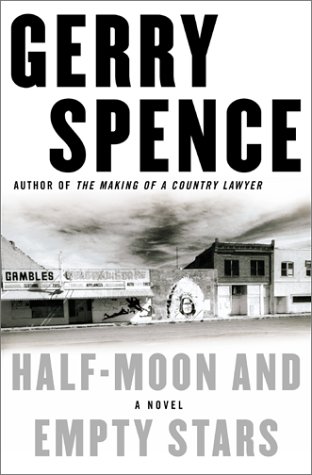 GERRY
SPENCE
AUTHOR OF THE MAKING OF A COUNTRY LAWYER
GAMBLES
HALF-MOON AND
A NOVEL
EMPTY STARS